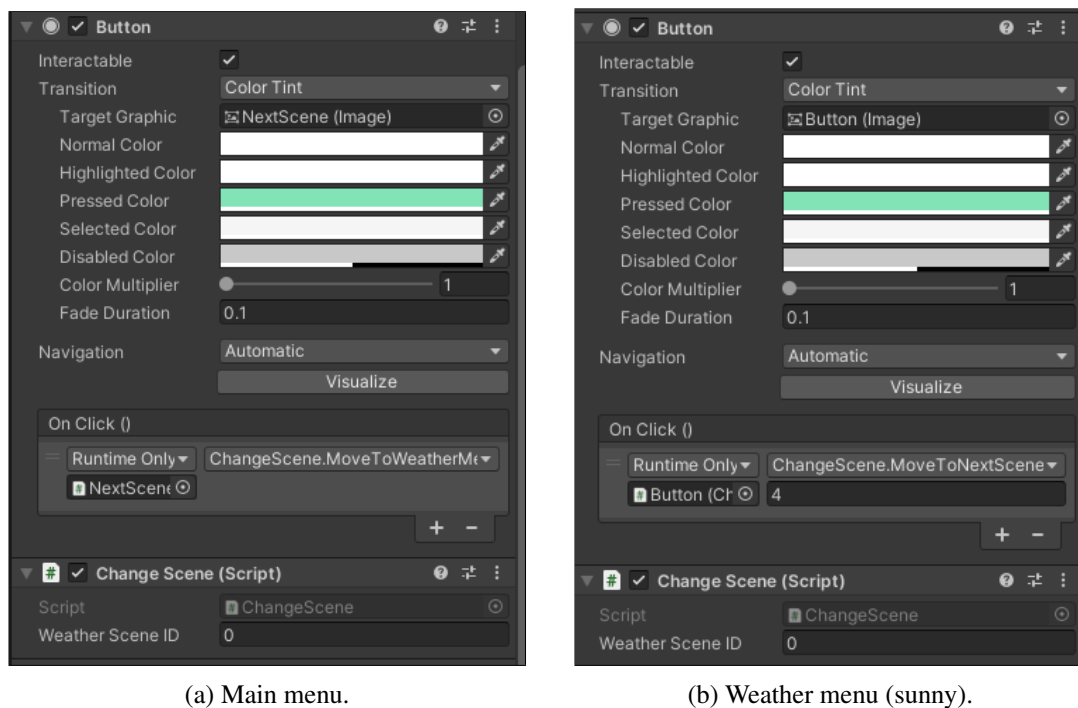 Button
Interactable
Transition Color Tint
Target Graphic NextScene (Image)
Normal Color
Highlighted Color
Pressed Color
Selected Color
Disabled Color
Color Multiplier 1
Fade Duration 0.1
Navigation Automatic
Visualize
On Click ()
Runtime Only ChangeScene.MoveToWeatherMe
NextScene
+ −
# Change Scene (Script)
Script ChangeScene
Weather Scene ID 0
(a) Main menu.
Button
Interactable
Transition Color Tint
Target Graphic Button (Image)
Normal Color
Highlighted Color
Pressed Color
Selected Color
Disabled Color
Color Multiplier 1
Fade Duration 0.1
Navigation Automatic
Visualize
On Click ()
Runtime Only ChangeScene.MoveToNextScene
Button (Ch 4
+ −
# Change Scene (Script)
Script ChangeScene
Weather Scene ID 0
(b) Weather menu (sunny).